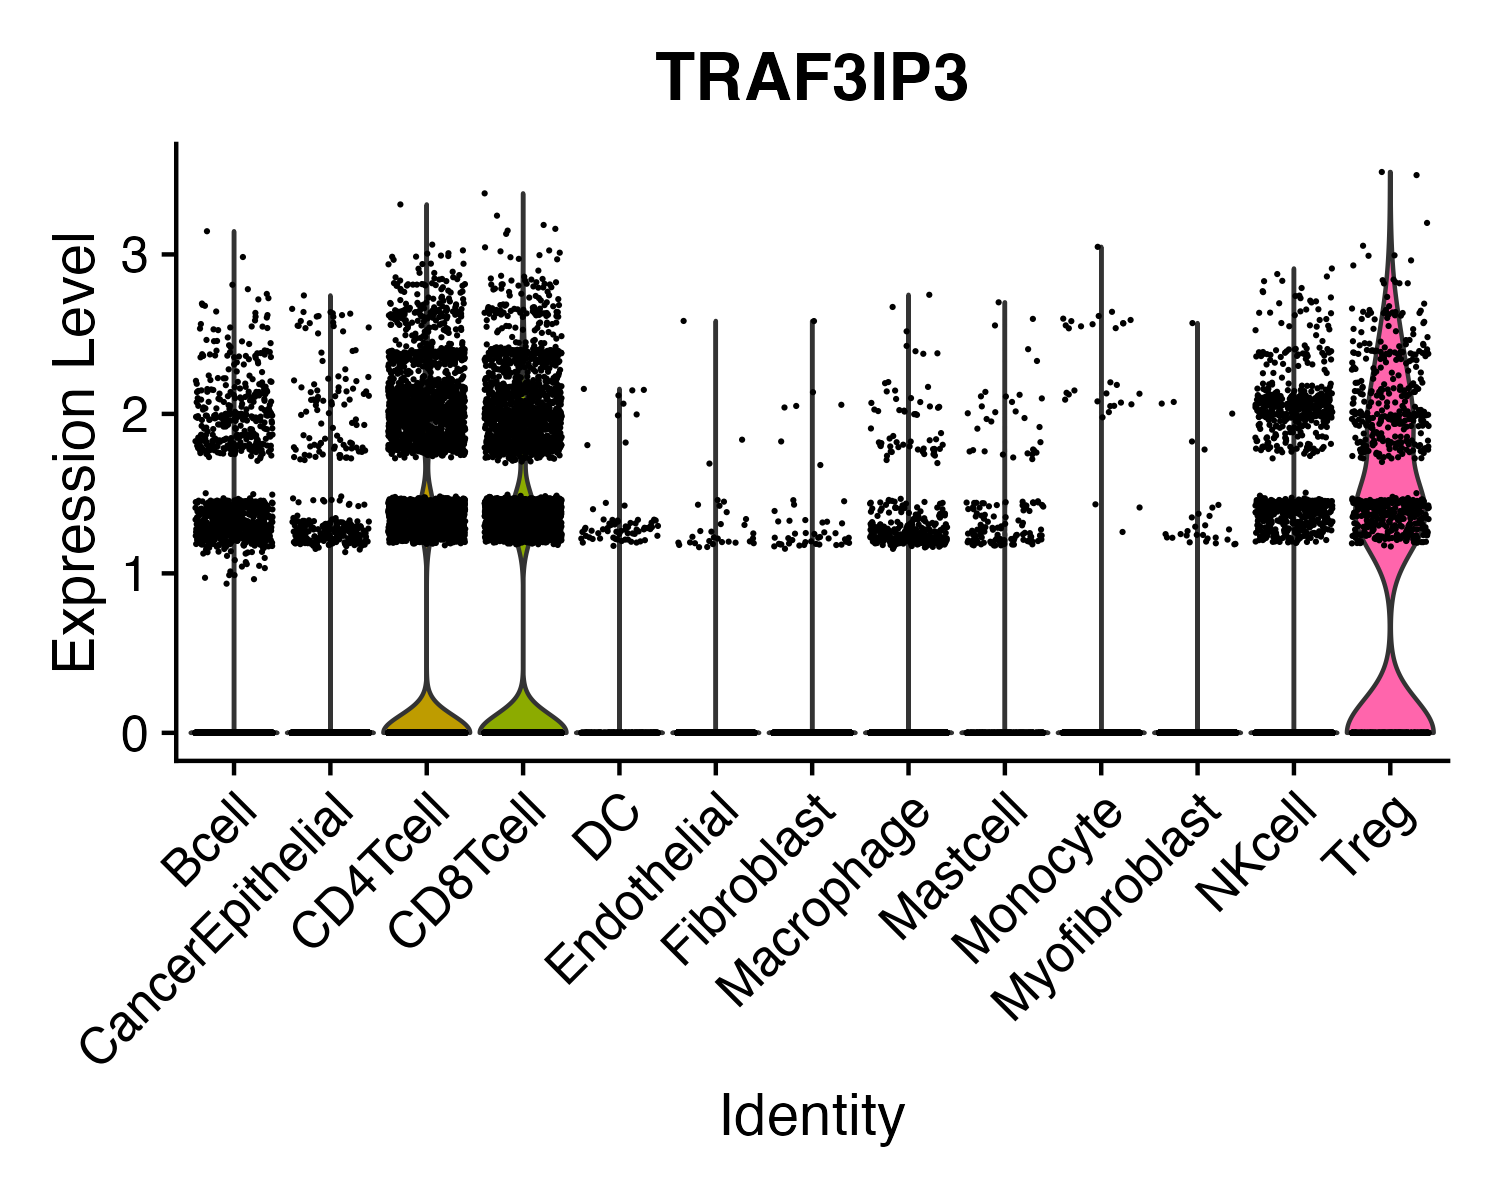 TRAF3IP3
Expression Level
3
2
1
0
Bcell
CancerEpithelial
CD4Tcell
CD8Tcell
DC
Endothelial
Fibroblast
Macrophage
Mastcell
Monocyte
Myofibroblast
NKcell
Treg
Identity